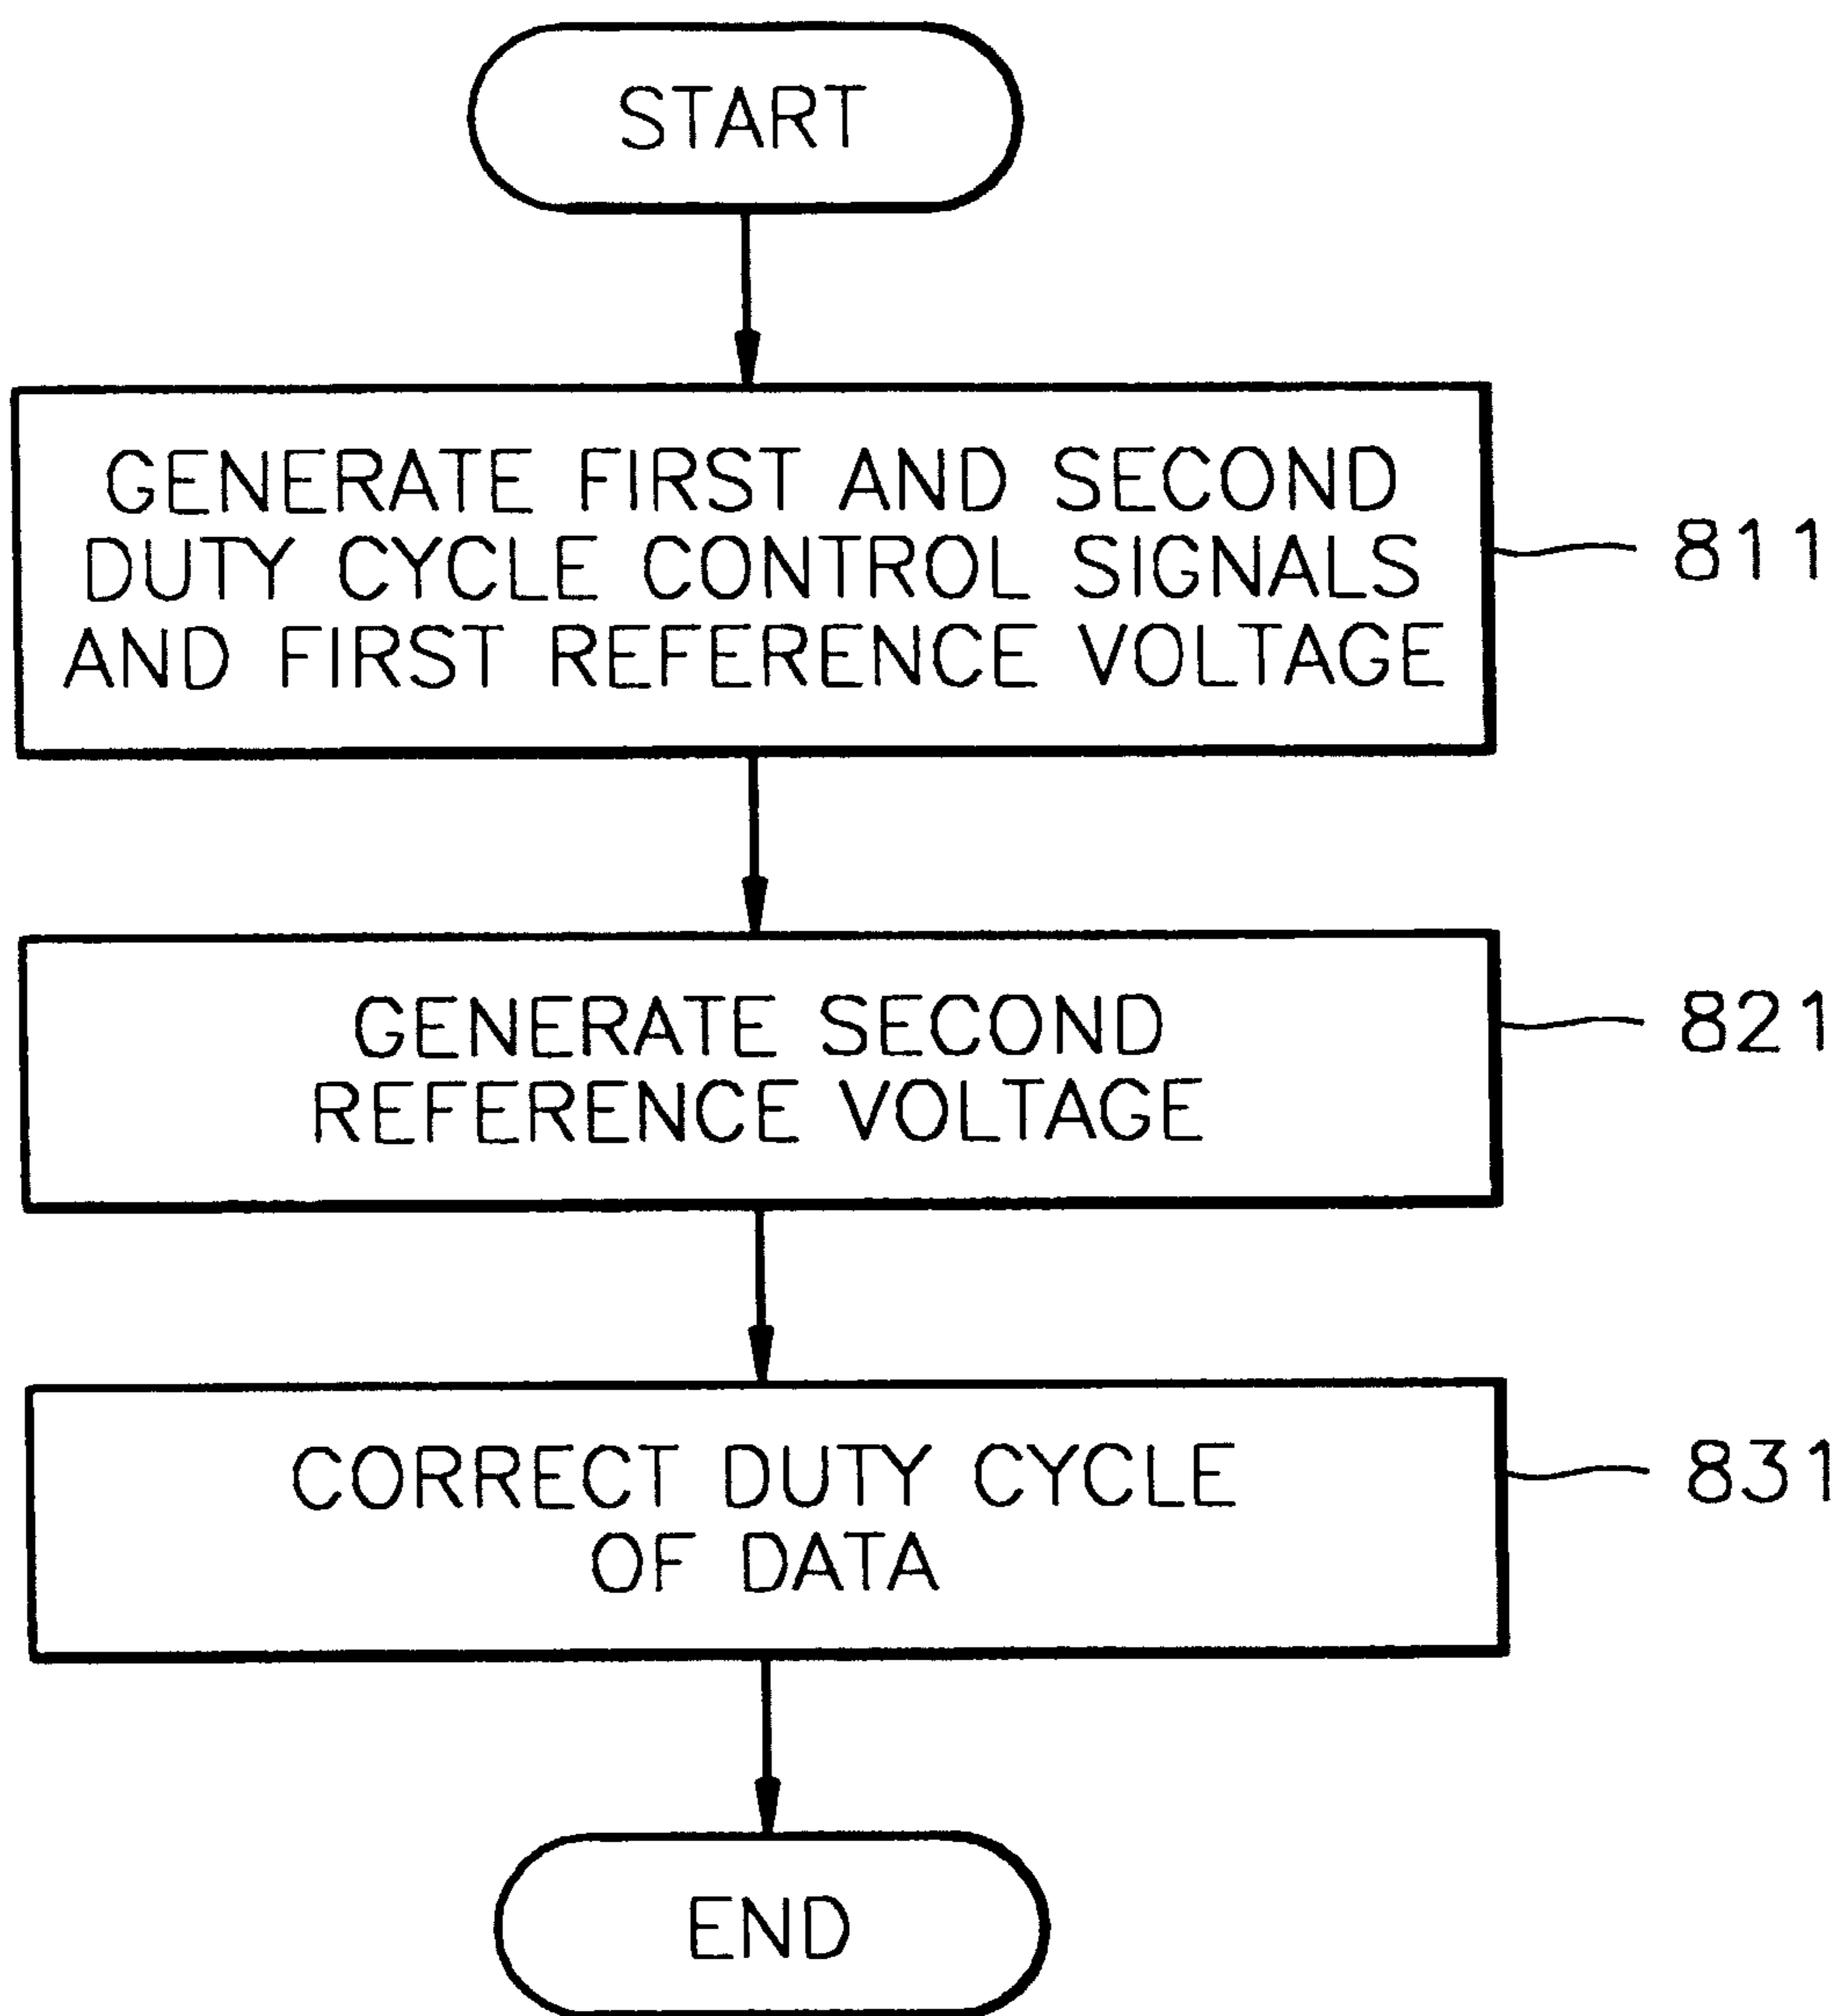 START
GENERATE FIRST AND SECOND
DUTY CYCLE CONTROL SIGNALS
AND FIRST REFERENCE VOLTAGE
811
GENERATE SECOND
REFERENCE VOLTAGE
821
CORRECT DUTY CYCLE
OF DATA
831
END